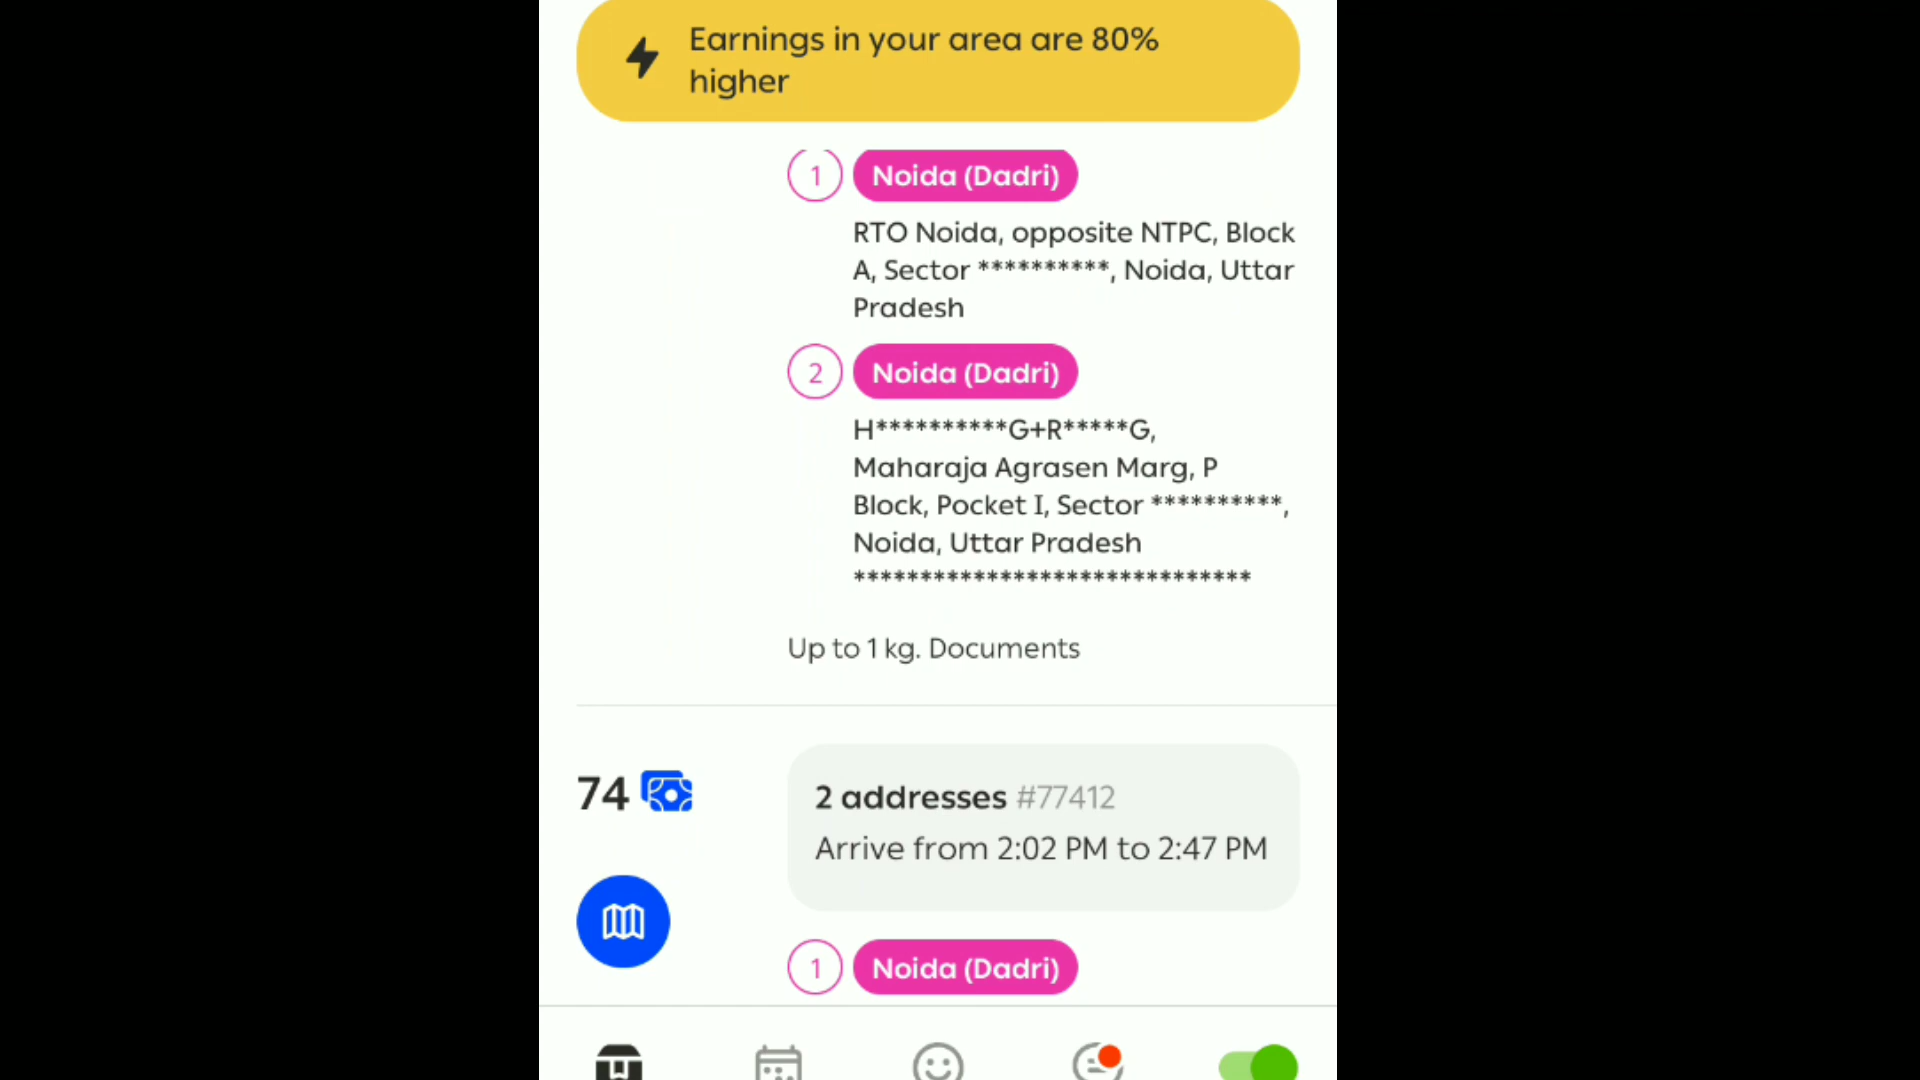 Earnings in your area are 80%
higher
1 Noida (Dadri)
RTO Noida, opposite NTPC, Block
A, Sector **********, Noida, Uttar
Pradesh
2 Noida (Dadri)
H**********G+R*****G,
Maharaja Agrasen Marg, P
Block, Pocket I, Sector **********,
Noida, Uttar Pradesh
******************************
Up to 1 kg. Documents
74
2 addresses #77412
Arrive from 2:02 PM to 2:47 PM
1 Noida (Dadri)